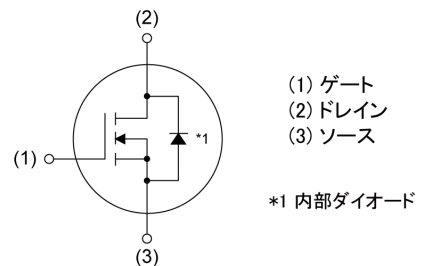 (2)
(1)
*1
(3)
(1) ゲート
(2) ドレイン
(3) ソース
*1 内部ダイオード